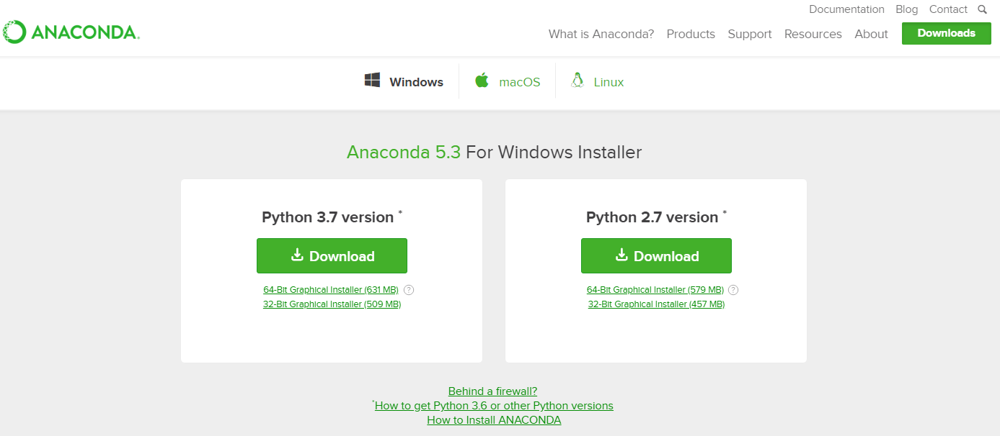 Documentation Blog Contact
ANACONDA.
What is Anaconda? Products Support Resources About Downloads
Windows macOS Linux
Anaconda 5.3 For Windows Installer
Python 3.7 version *
Download
64-Bit Graphical Installer (631 MB) ?
32-Bit Graphical Installer (509 MB)
Python 2.7 version *
Download
64-Bit Graphical Installer (579 MB) ?
32-Bit Graphical Installer (457 MB)
Behind a firewall?
*How to get Python 3.6 or other Python versions
How to Install ANACONDA